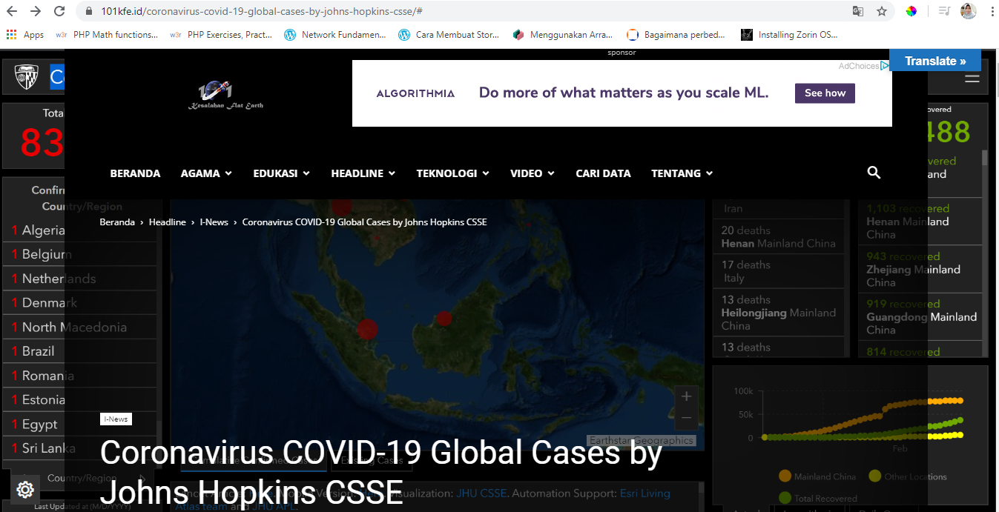 101kfe.id/coronavirus-covid-19-global-cases-by-johns-hopkins-csse/#
Apps PHP Math functions... PHP Exercises, Pract... Network Fundamen... Cara Membuat Stor... Menggunakan Arra... Bagaimana perbed... Installing Zorin OS...
sponsor
AdChoices
Translate »
ALGORITHMIA Do more of what matters as you scale ML. See how
Kesalahan Flat Earth
BERANDA AGAMA EDUKASI HEADLINE TEKNOLOGI VIDEO CARI DATA TENTANG
Beranda › Headline › I-News › Coronavirus COVID-19 Global Cases by Johns Hopkins CSSE
Country/Region
1 Algeria
1 Belgium
1 Netherlands
1 Denmark
1 North Macedonia
1 Brazil
1 Romania
1 Estonia
1 Egypt
1 Sri Lanka
Country/Region
Last Updated at (M/D/YYYY)
Earthstar Geographics
I-News
Coronavirus COVID-19 Global Cases by
Johns Hopkins CSSE
Existing Cases
Visualization: JHU CSSE. Automation Support: Esri Living
Atlas team and JHU APL.
Iran
20 deaths
Henan Mainland China
17 deaths
Italy
13 deaths
Heilongjiang Mainland
China
13 deaths
1,103 recovered
Henan Mainland
China
943 recovered
Zhejiang Mainland
China
919 recovered
Guangdong Mainland
China
814 recovered
100k
50k
0
Feb
Mainland China Other Locations
Total Recovered